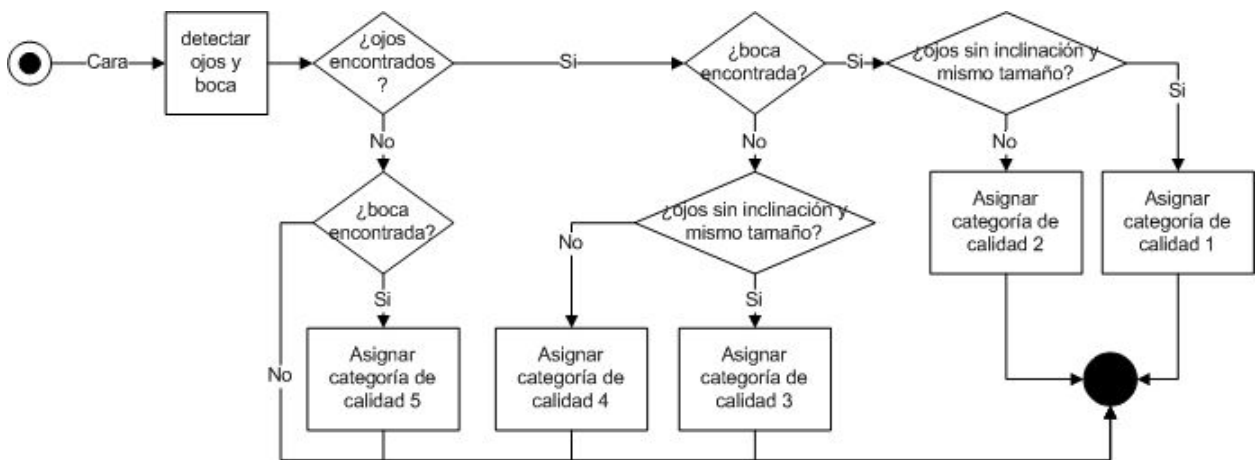 Cara
detectar
ojos y
boca
¿ojos
encontrados
?
Si
¿boca
encontrada?
Si
¿ojos sin inclinación y
mismo tamaño?
Si
No
No
No
¿boca
encontrada?
¿ojos sin inclinación y
mismo tamaño?
Asignar
categoría de
calidad 2
Asignar
categoría de
calidad 1
No
Si
Si
No
Asignar
categoría de
calidad 5
Asignar
categoría de
calidad 4
Asignar
categoría de
calidad 3